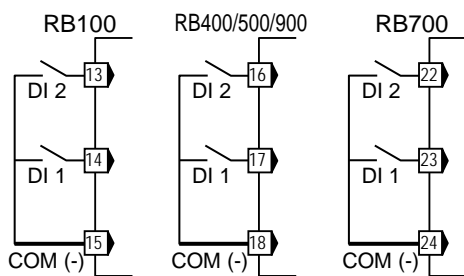 RB100 RB400/500/900 RB700
13 16 22
DI 2 DI 2 DI 2
14 17 23
DI 1 DI 1 DI 1
15 18 24
COM (-) COM (-) COM (-)